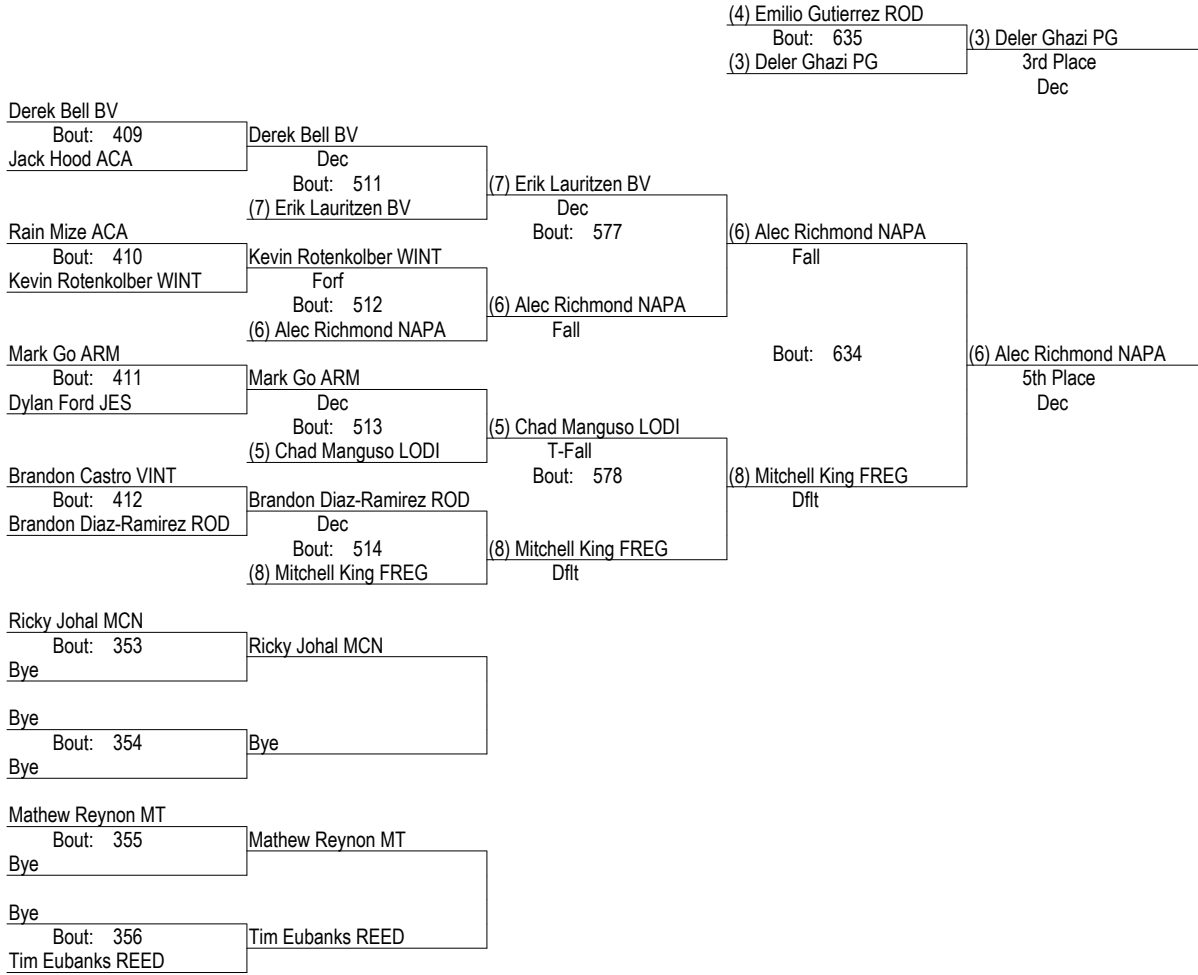 (4) Emilio Gutierrez ROD
Bout: 635
(3) Deler Ghazi PG
(3) Deler Ghazi PG
3rd Place
Dec
Derek Bell BV
Bout: 409
Jack Hood ACA
Derek Bell BV
Dec
Bout: 511
(7) Erik Lauritzen BV
(7) Erik Lauritzen BV
Dec
Bout: 577
Rain Mize ACA
Bout: 410
Kevin Rotenkolber WINT
Kevin Rotenkolber WINT
Forf
Bout: 512
(6) Alec Richmond NAPA
(6) Alec Richmond NAPA
Fall
(6) Alec Richmond NAPA
Fall
Bout: 634
(6) Alec Richmond NAPA
5th Place
Dec
Mark Go ARM
Bout: 411
Dylan Ford JES
Mark Go ARM
Dec
Bout: 513
(5) Chad Manguso LODI
(5) Chad Manguso LODI
T-Fall
Bout: 578
(8) Mitchell King FREG
Dflt
Brandon Castro VINT
Bout: 412
Brandon Diaz-Ramirez ROD
Brandon Diaz-Ramirez ROD
Dec
Bout: 514
(8) Mitchell King FREG
(8) Mitchell King FREG
Dflt
Ricky Johal MCN
Bout: 353
Bye
Ricky Johal MCN
Bye
Bout: 354
Bye
Bye
Mathew Reynon MT
Bout: 355
Bye
Mathew Reynon MT
Bye
Bout: 356
Tim Eubanks REED
Tim Eubanks REED